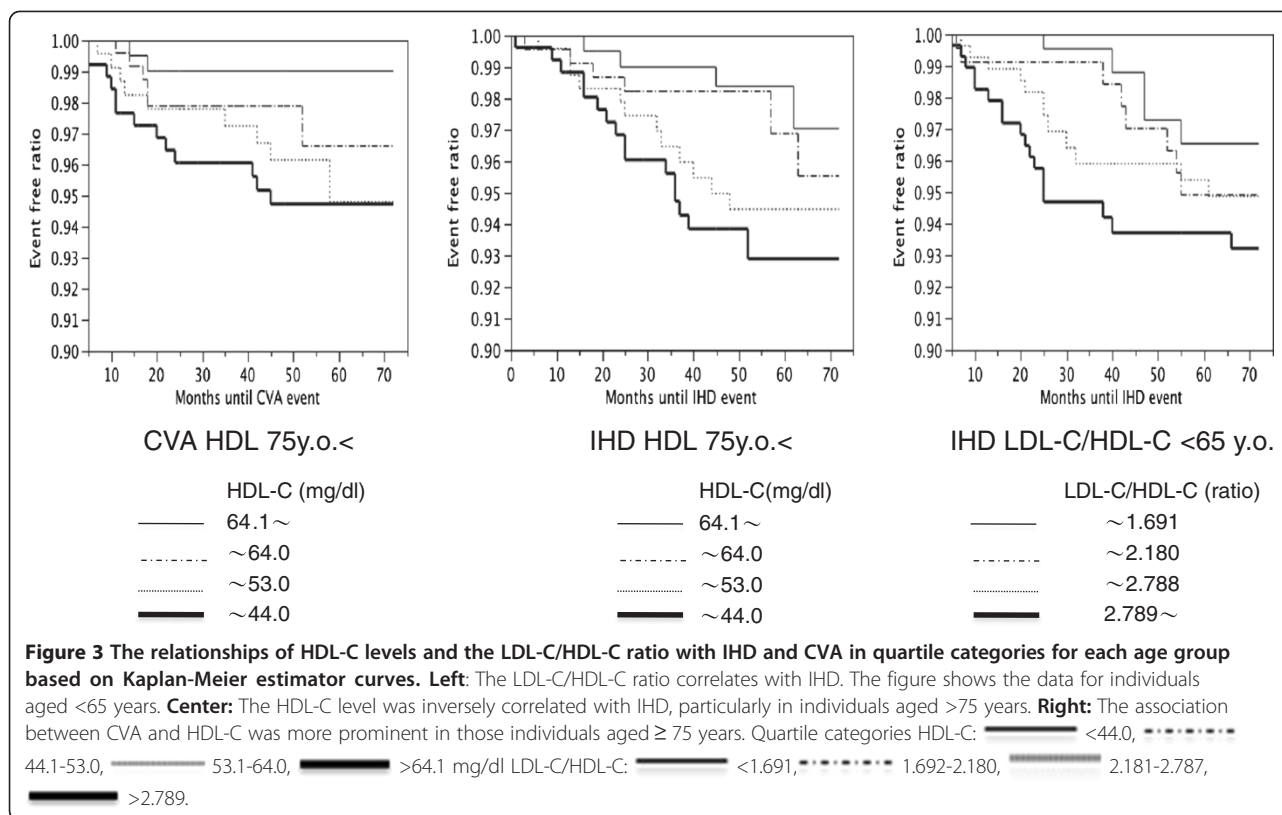 1.00
0.99
0.98
0.97
0.96
0.95
0.94
0.93
0.92
0.91
0.90
Event free ratio
10 20 30 40 50 60 70
Months until CVA event
1.00
0.99
0.98
0.97
0.96
0.95
0.94
0.93
0.92
0.91
0.90
Event free ratio
0 10 20 30 40 50 60 70
Months until IHD event
1.00
0.99
0.98
0.97
0.96
0.95
0.94
0.93
0.92
0.91
0.90
Event free ratio
10 20 30 40 50 60 70
Months until IHD event
CVA HDL 75y.o.<
HDL-C (mg/dl)
64.1~
~64.0
~53.0
~44.0
IHD HDL 75y.o.<
HDL-C(mg/dl)
64.1~
~64.0
~53.0
~44.0
IHD LDL-C/HDL-C <65 y.o.
LDL-C/HDL-C (ratio)
~1.691
~2.180
~2.788
2.789~
Figure 3 The relationships of HDL-C levels and the LDL-C/HDL-C ratio with IHD and CVA in quartile categories for each age group
based on Kaplan-Meier estimator curves. Left: The LDL-C/HDL-C ratio correlates with IHD. The figure shows the data for individuals
aged <65 years. Center: The HDL-C level was inversely correlated with IHD, particularly in individuals aged >75 years. Right: The association
between CVA and HDL-C was more prominent in those individuals aged ≥ 75 years. Quartile categories HDL-C: <44.0,
44.1-53.0, 53.1-64.0, >64.1 mg/dl LDL-C/HDL-C: <1.691, 1.692-2.180, 2.181-2.787,
>2.789.